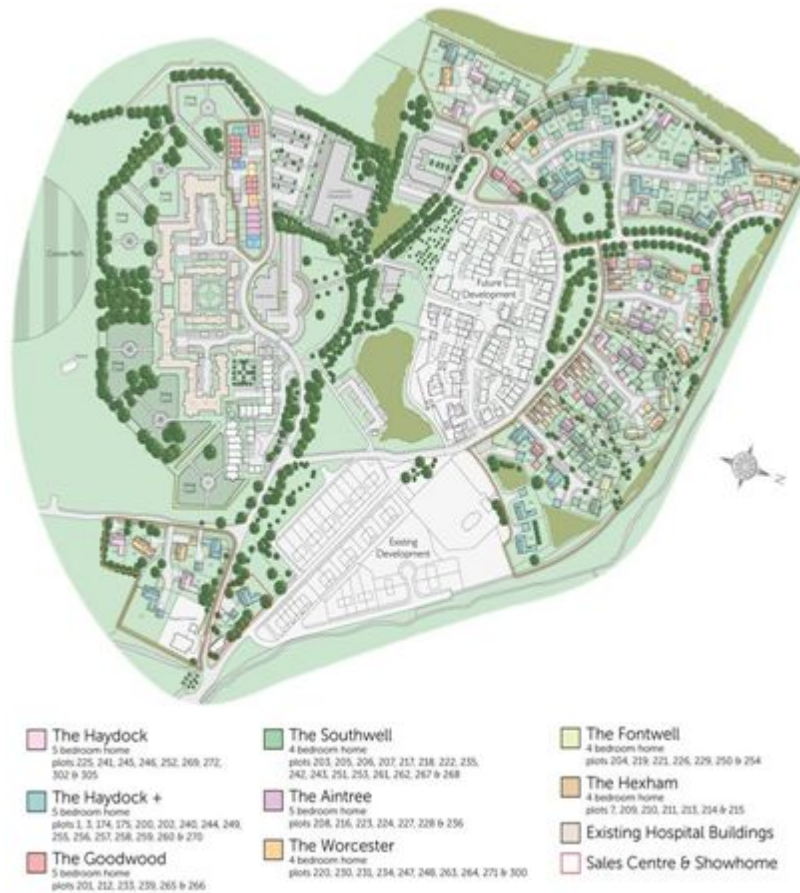 Cricket Pitch
Future
Development
Existing
Development
N
The Haydock
5 bedroom home
plots 225, 241, 245, 246, 252, 269, 272,
302 & 305
The Haydock +
5 bedroom home
plots 1, 3, 174, 175, 200, 202, 240, 244, 249,
255, 256, 257, 258, 259, 260 & 270
The Goodwood
5 bedroom home
plots 201, 212, 233, 239, 265 & 266
The Southwell
4 bedroom home
plots 203, 205, 206, 207, 217, 218, 222, 235,
242, 243, 251, 253, 261, 262, 267 & 268
The Aintree
5 bedroom home
plots 208, 216, 223, 224, 227, 228 & 236
The Worcester
4 bedroom home
plots 220, 230, 231, 234, 247, 248, 263, 264, 271 & 300
The Fontwell
4 bedroom home
plots 204, 219, 221, 226, 229, 250 & 254
The Hexham
4 bedroom home
plots 7, 209, 210, 211, 213, 214 & 215
Existing Hospital Buildings
Sales Centre & Showhome